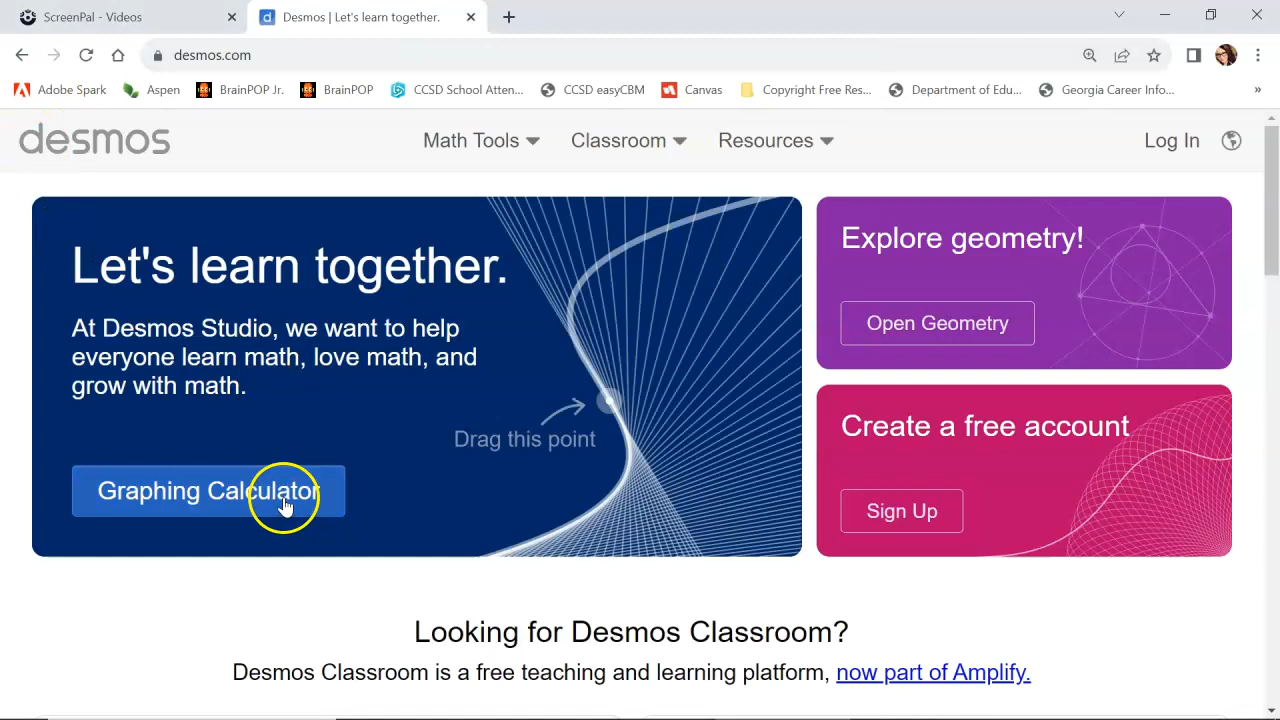 ScreenPal - Videos
Desmos | Let's learn together.
desmos.com
Adobe Spark
Aspen
BrainPOP Jr.
BrainPOP
CCSD School Atten...
CCSD easyCBM
Canvas
Copyright Free Res...
Department of Edu...
Georgia Career Info...
desmos
Math Tools
Classroom
Resources
Log In
Let's learn together.
At Desmos Studio, we want to help
everyone learn math, love math, and
grow with math.
Drag this point
Graphing Calculator
Explore geometry!
Open Geometry
Create a free account
Sign Up
Looking for Desmos Classroom?
Desmos Classroom is a free teaching and learning platform, now part of Amplify.